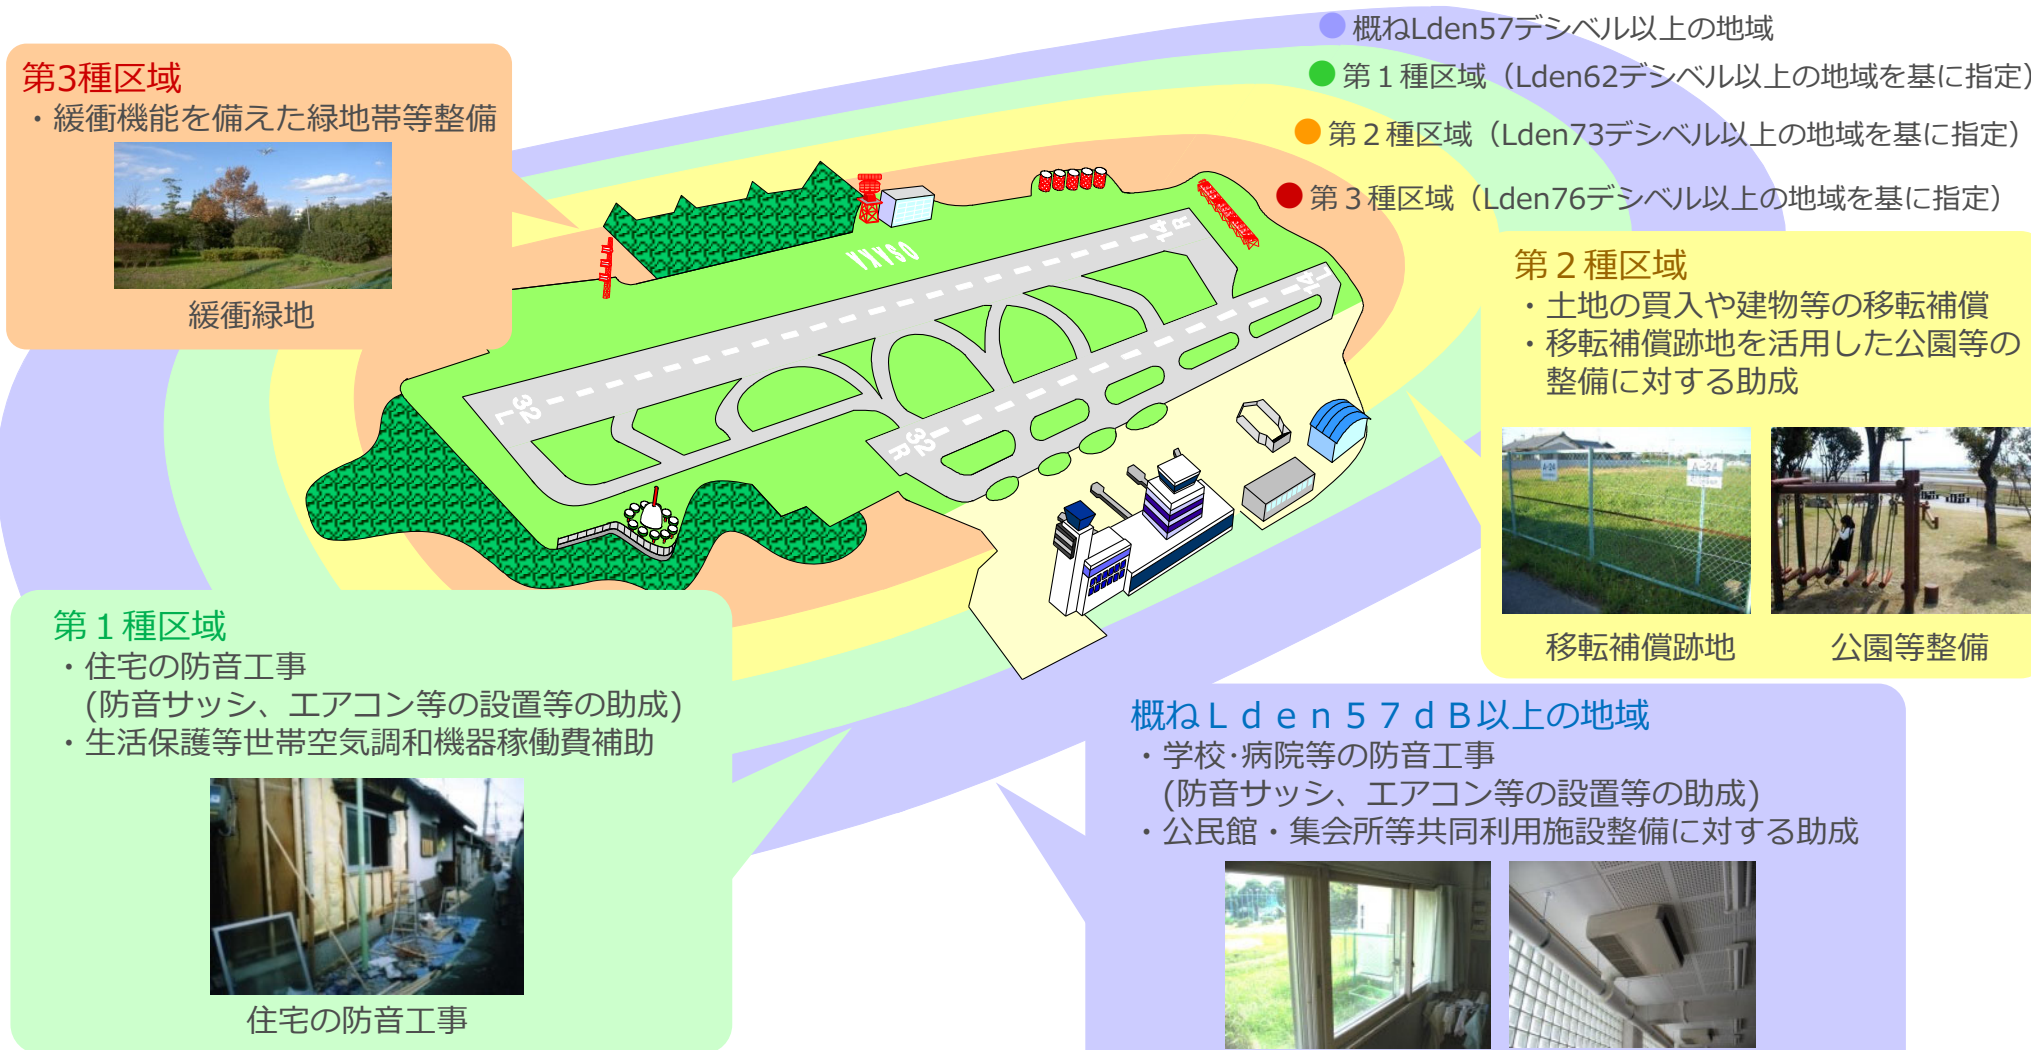 概ねLden57デシベル以上の地域
第１種区域（Lden62デシベル以上の地域を基に指定）
第２種区域（Lden73デシベル以上の地域を基に指定）
第３種区域（Lden76デシベル以上の地域を基に指定）
第3種区域
・緩衝機能を備えた緑地帯等整備
緩衝緑地
OSAKA
14
R
14
L
32
L
32
R
第２種区域
・土地の買入や建物等の移転補償
・移転補償跡地を活用した公園等の
整備に対する助成
A-24
A-24
移転補償跡地
公園等整備
第１種区域
・住宅の防音工事
(防音サッシ、エアコン等の設置等の助成)
・生活保護等世帯空気調和機器稼働費補助
住宅の防音工事
概ねＬｄｅｎ５７ｄＢ以上の地域
・学校･病院等の防音工事
(防音サッシ、エアコン等の設置等の助成)
・公民館・集会所等共同利用施設整備に対する助成